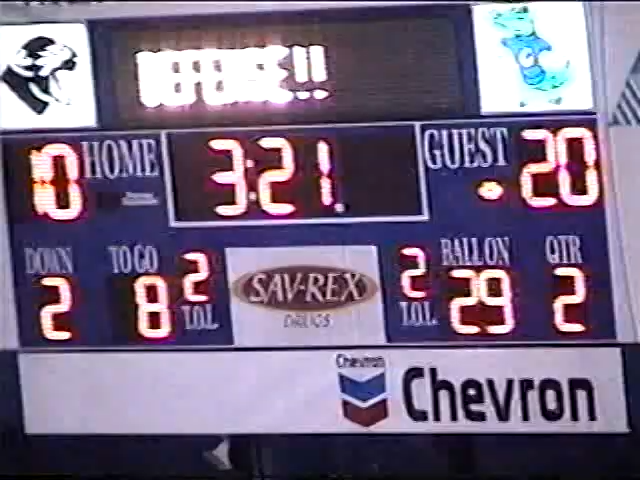 DEFENSE!!
10 HOME 3:21. GUEST 20
DOWN TO GO BALL ON QTR
2 8 2 T.O.L. 2 T.O.L. 29 2
SAV-REX
DRUGS
Chevron
Chevron